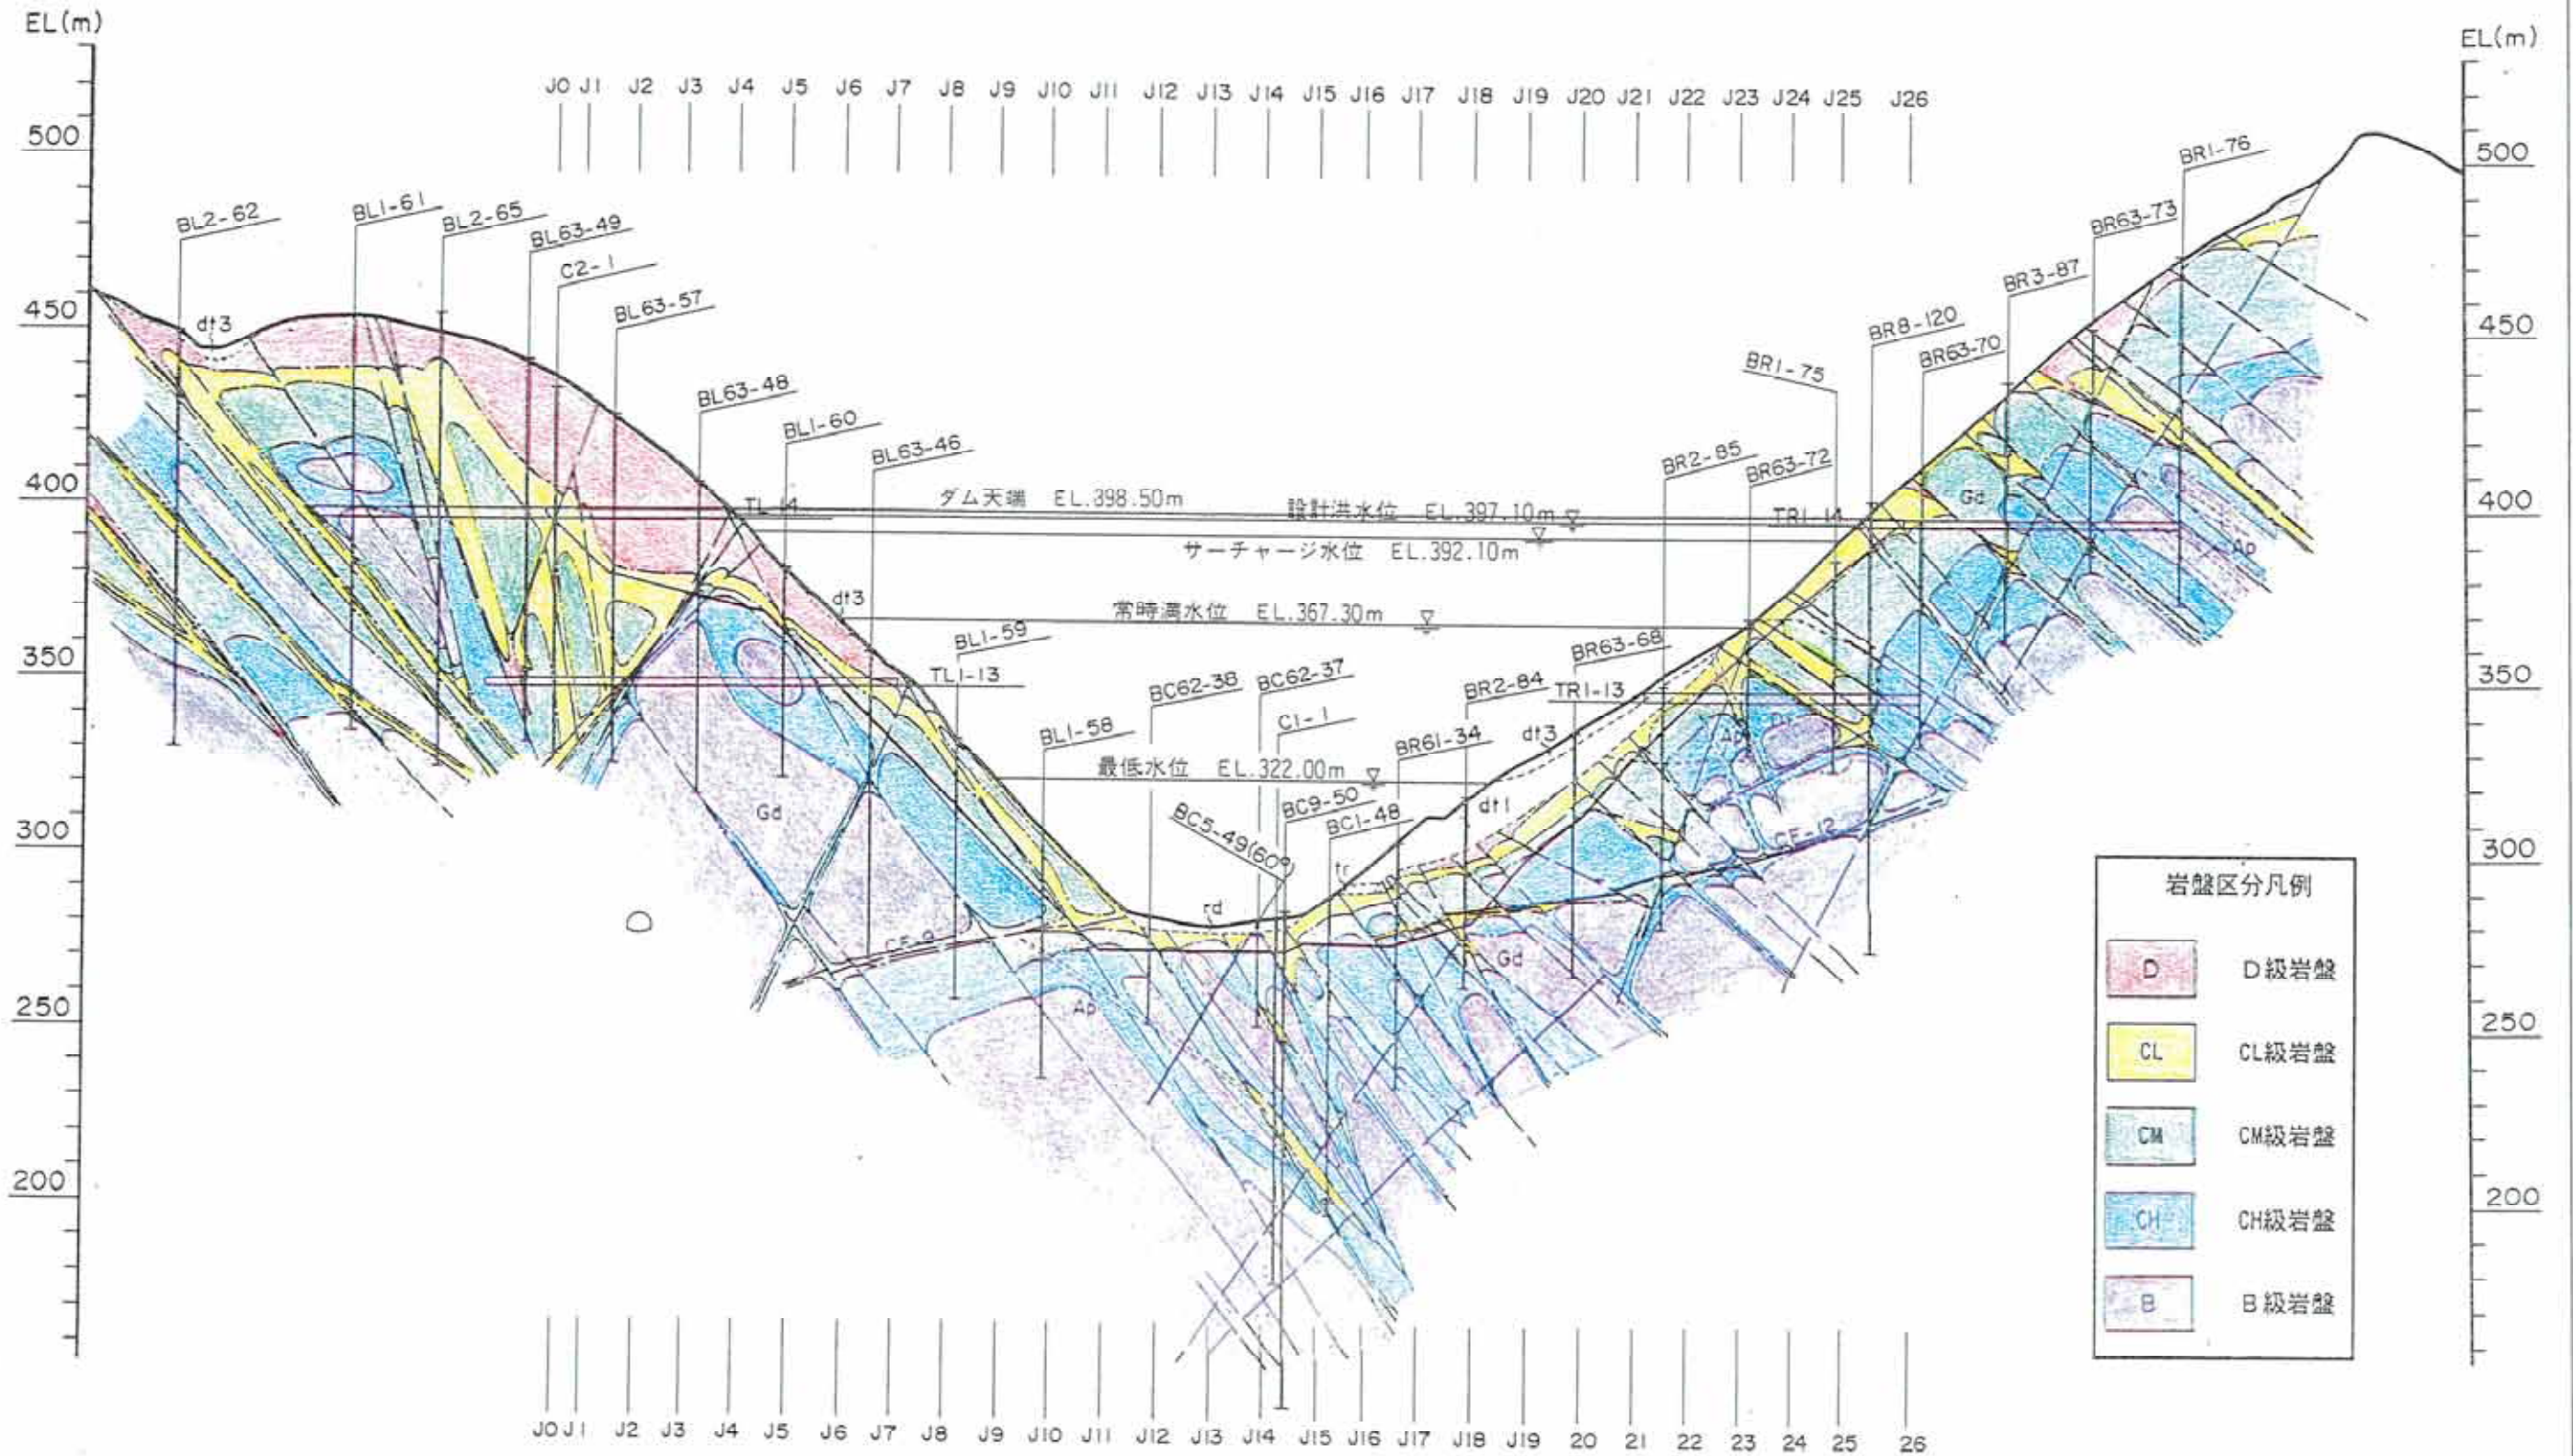 EL(m)
EL(m)
J0 J1 J2 J3 J4 J5 J6 J7 J8 J9 J10 J11 J12 J13 J14 J15 J16 J17 J18 J19 J20 J21 J22 J23 J24 J25 J26
500
450
400
350
300
250
200
500
450
400
350
300
250
200
BL2-62
BL1-61
BL2-65
BL63-49
C2-1
BL63-57
BL63-48
BL1-60
BL63-46
BL1-59
BL1-58
BC62-38
BC62-37
C1-1
BC9-50
BC5-49(60°)
BC1-48
BR61-34
BR2-84
BR63-68
BR2-85
BR63-72
BR1-75
BR8-120
BR63-70
BR3-87
BR63-73
BR1-76
dt3
TL-14
ダム天端 EL.398.50m
設計洪水位 EL.397.10m
TR1-14
サーチャージ水位 EL.392.10m
dt3
常時満水位 EL.367.30m
TL1-13
TR1-13
最低水位 EL.322.00m
dt3
dt1
tr
rd
Gd
Gd
Gd
Ap
Ap
Ap
CF-9
CF-12
岩盤区分凡例
D D級岩盤
CL CL級岩盤
CM CM級岩盤
CH CH級岩盤
B B級岩盤
J0 J1 J2 J3 J4 J5 J6 J7 J8 J9 J10 J11 J12 J13 J14 J15 J16 J17 J18 J19 20 21 22 23 24 25 26